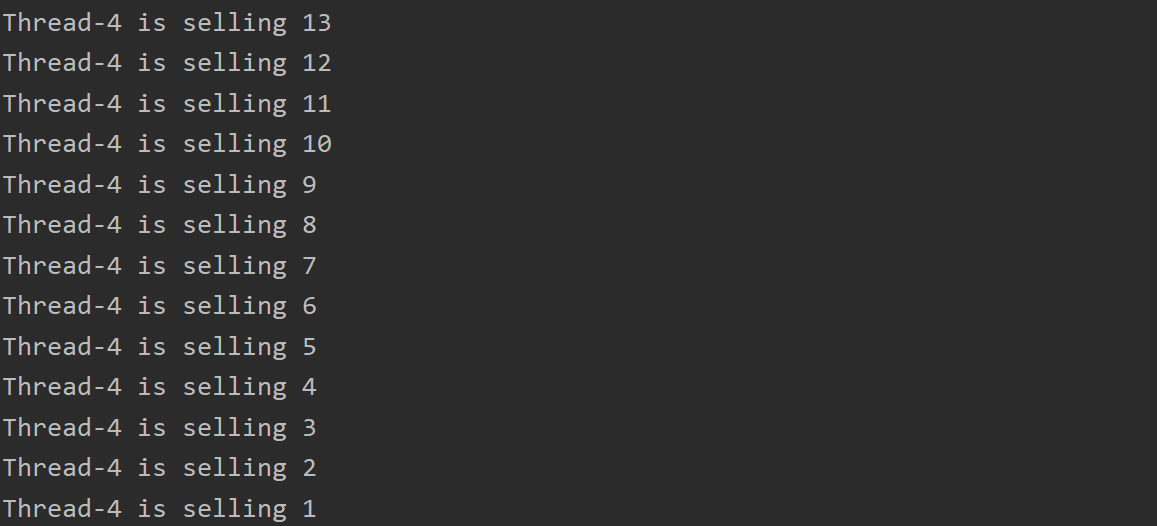 Thread-4 is selling 13
Thread-4 is selling 12
Thread-4 is selling 11
Thread-4 is selling 10
Thread-4 is selling 9
Thread-4 is selling 8
Thread-4 is selling 7
Thread-4 is selling 6
Thread-4 is selling 5
Thread-4 is selling 4
Thread-4 is selling 3
Thread-4 is selling 2
Thread-4 is selling 1